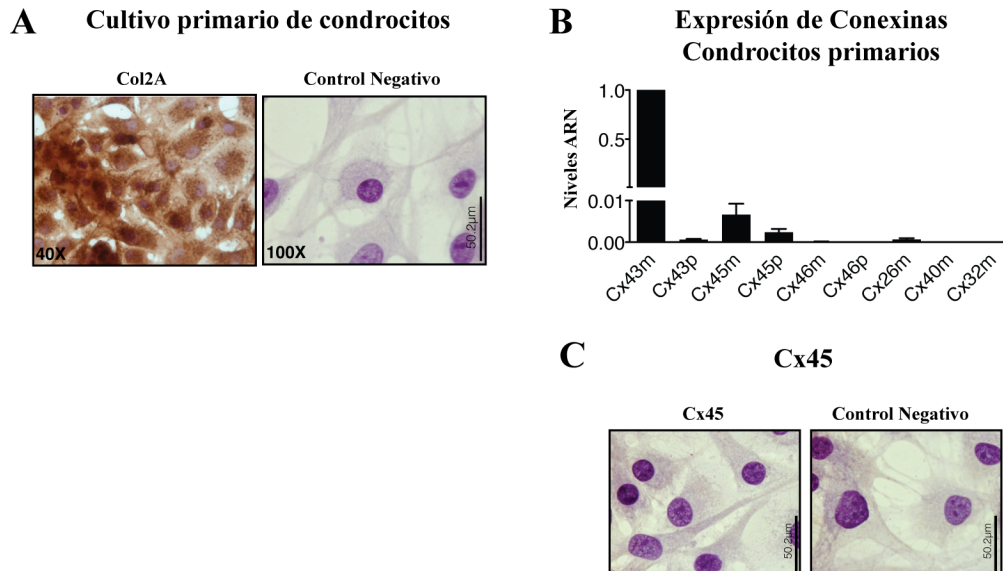 A
Cultivo primario de condrocitos
Col2A
Control Negativo
40X
100X
50.2µm
B
Expresión de Conexinas
Condrocitos primarios
Niveles ARN
1.0
0.5
0.01
0.00
Cx43m
Cx43p
Cx45m
Cx45p
Cx46m
Cx46p
Cx26m
Cx40m
Cx32m
C
Cx45
Cx45
Control Negativo
50.2µm
50.2µm